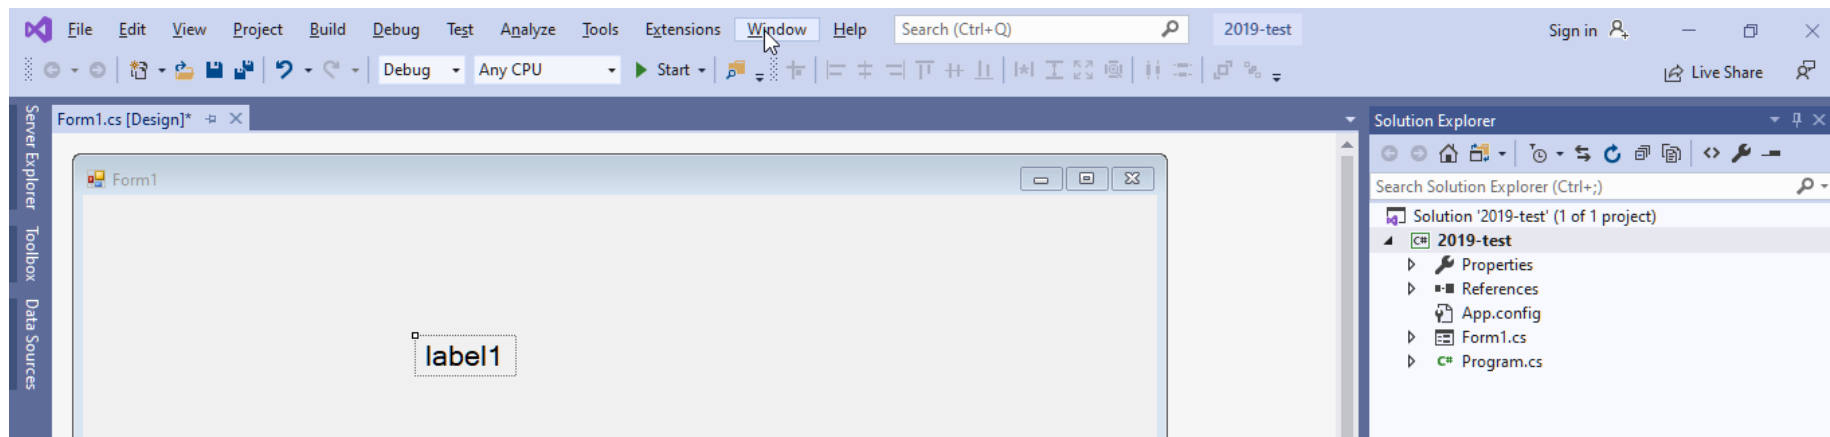 File Edit View Project Build Debug Test Analyze Tools Extensions Window Help Search (Ctrl+Q) 2019-test Sign in
Debug Any CPU Start Live Share
Server Explorer
Toolbox
Data Sources
Form1.cs [Design]*
Form1
label1
Solution Explorer
Search Solution Explorer (Ctrl+;)
Solution '2019-test' (1 of 1 project)
C# 2019-test
Properties
References
App.config
Form1.cs
C# Program.cs